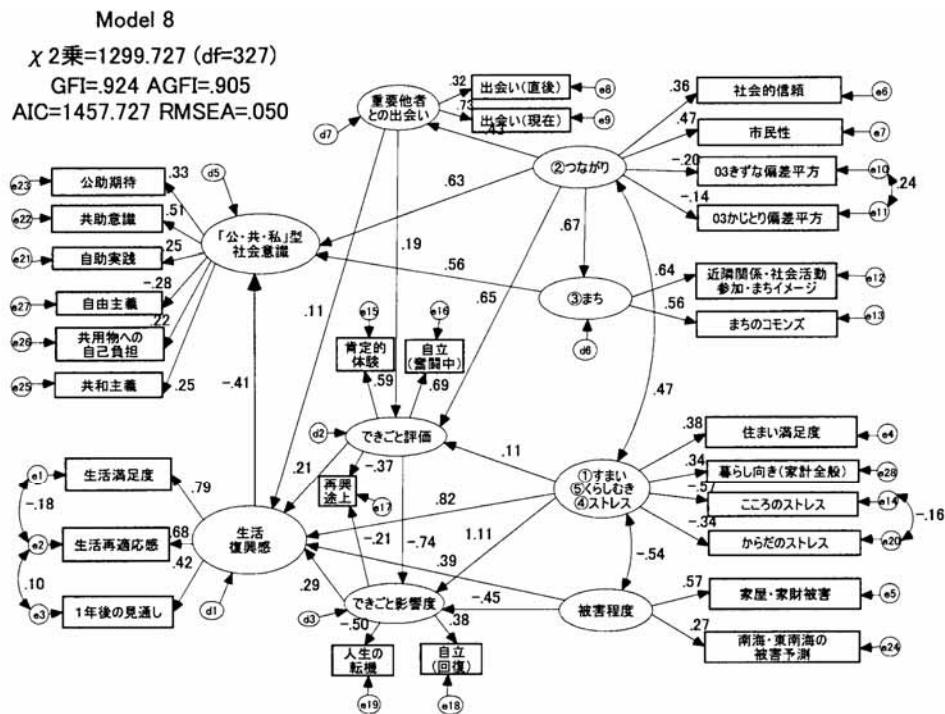 Model 8
χ2乗=1299.727 (df=327)
GFI=.924 AGFI=.905
AIC=1457.727 RMSEA=.050
重要他者
との出会い
d7
.32
出会い(直後)
e8
.73
出会い(現在)
e9
.43
.36
社会的信頼
e6
.47
市民性
e7
②つながり
-.20
03きずな偏差平方
e10
.24
-.14
03かじとり偏差平方
e11
e23
公助期待
.33
d5
e22
共助意識
.51
「公・共・私」型
社会意識
e21
自助実践
.25
e27
自由主義
-.28
e26
共用物への
自己負担
.22
e25
共和主義
.25
.63
.19
.67
.56
.65
③まち
d6
.64
近隣関係・社会活動
参加・まちイメージ
e12
.56
まちのコモンズ
e13
.11
e15
肯定的
体験
e16
自立
(奮闘中)
.59
.69
-.41
.47
d2
できごと評価
.11
.38
住まい満足度
e4
①すまい
⑤くらしむき
④ストレス
.34
暮らし向き(家計全般)
e28
-.57
こころのストレス
e14
-.16
-.34
からだのストレス
e20
e1
生活満足度
.79
-.18
e2
生活再適応感
.68
.10
e3
1年後の見通し
.42
生活
復興感
d1
.21
-.37
再興
途上
e17
.82
-.21
-.74
1.11
.39
-.54
.29
d3
できごと影響度
-.45
被害程度
.57
家屋・家財被害
e5
.27
南海・東南海の
被害予測
e24
-.50
.38
人生の
転機
e19
自立
(回復)
e18